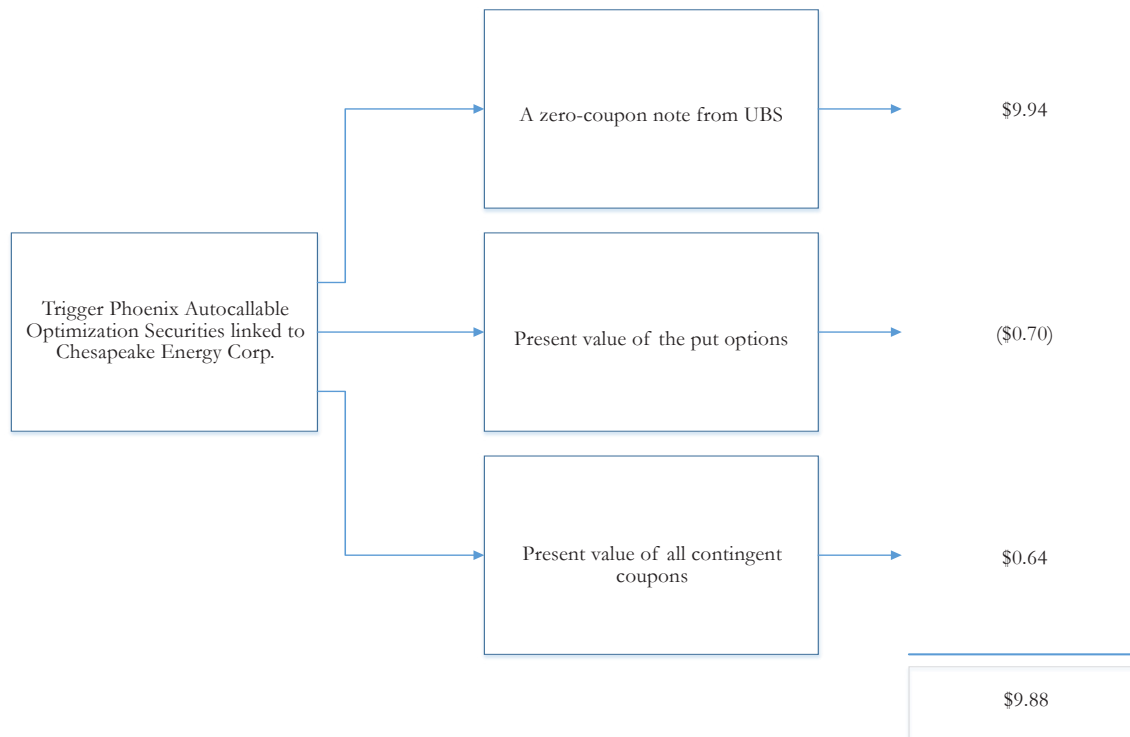 A zero-coupon note from UBS
$9.94
Trigger Phoenix Autocallable
Optimization Securities linked to
Chesapeake Energy Corp.
Present value of the put options
($0.70)
Present value of all contingent
coupons
$0.64
$9.88